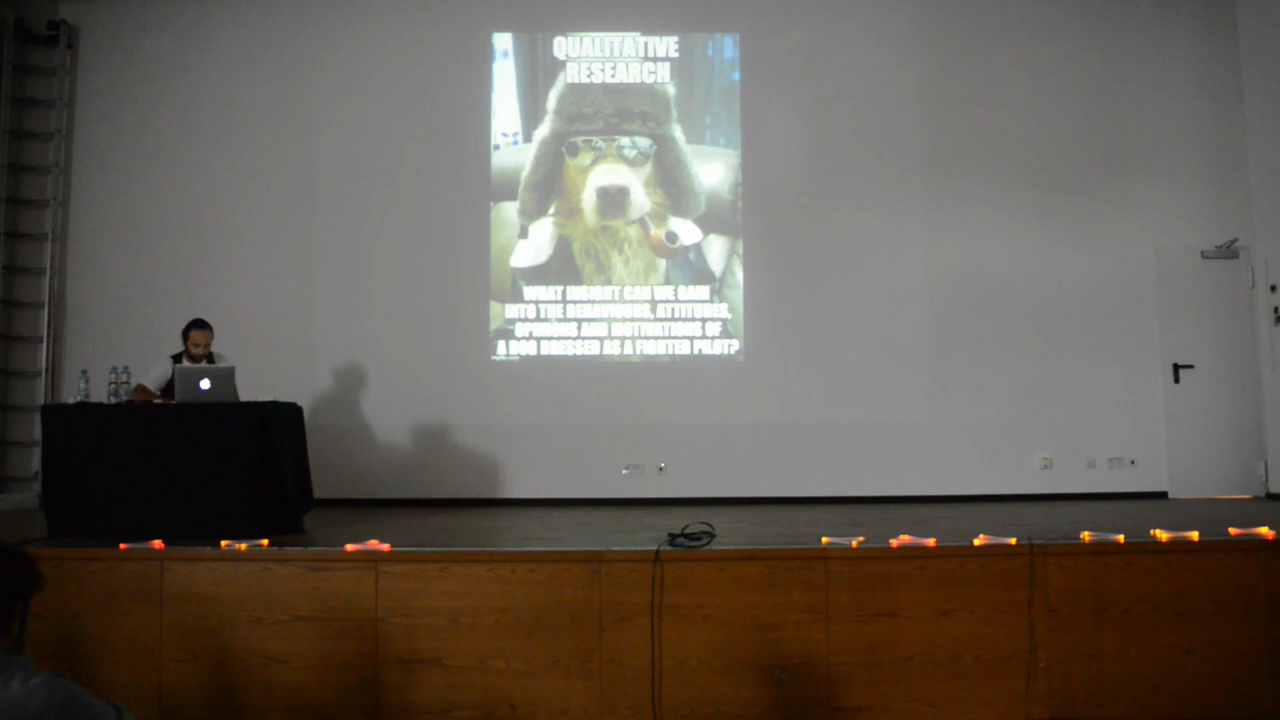 QUALITATIVE
RESEARCH
WHAT INSIGHT CAN WE GAIN
INTO THE BEHAVIOURS, ATTITUDES,
OPINIONS AND MOTIVATIONS OF
A DOG DRESSED AS A FIGHTER PILOT?